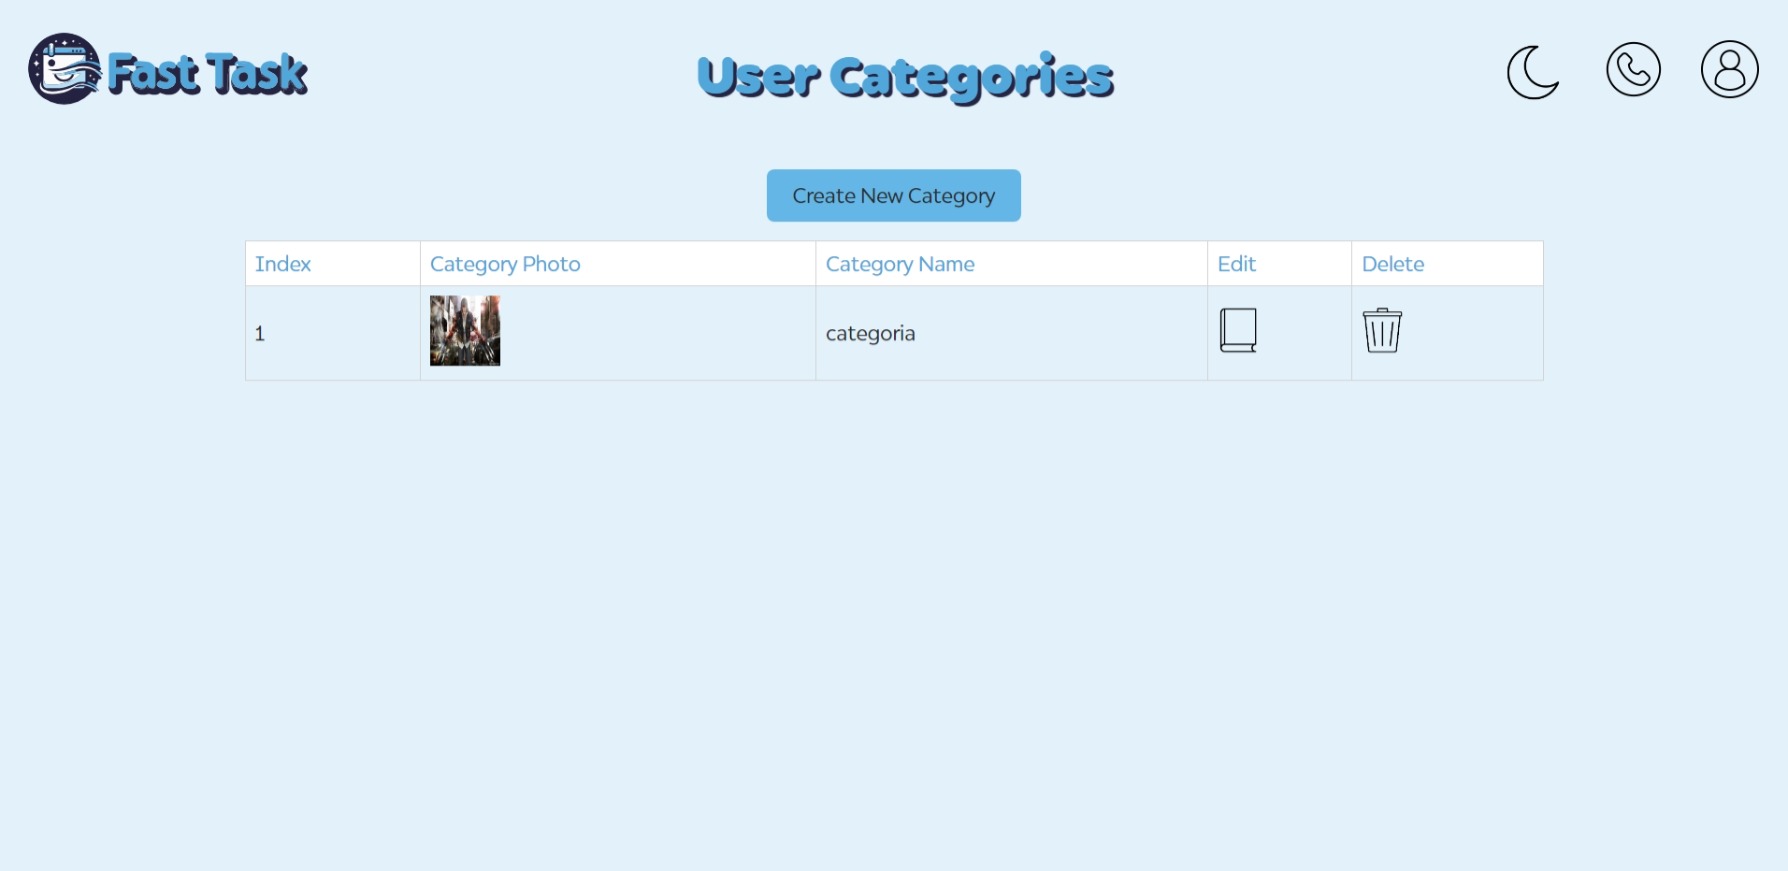 Fast Task
User Categories
Create New Category
Index Category Photo Category Name Edit Delete
1 categoria